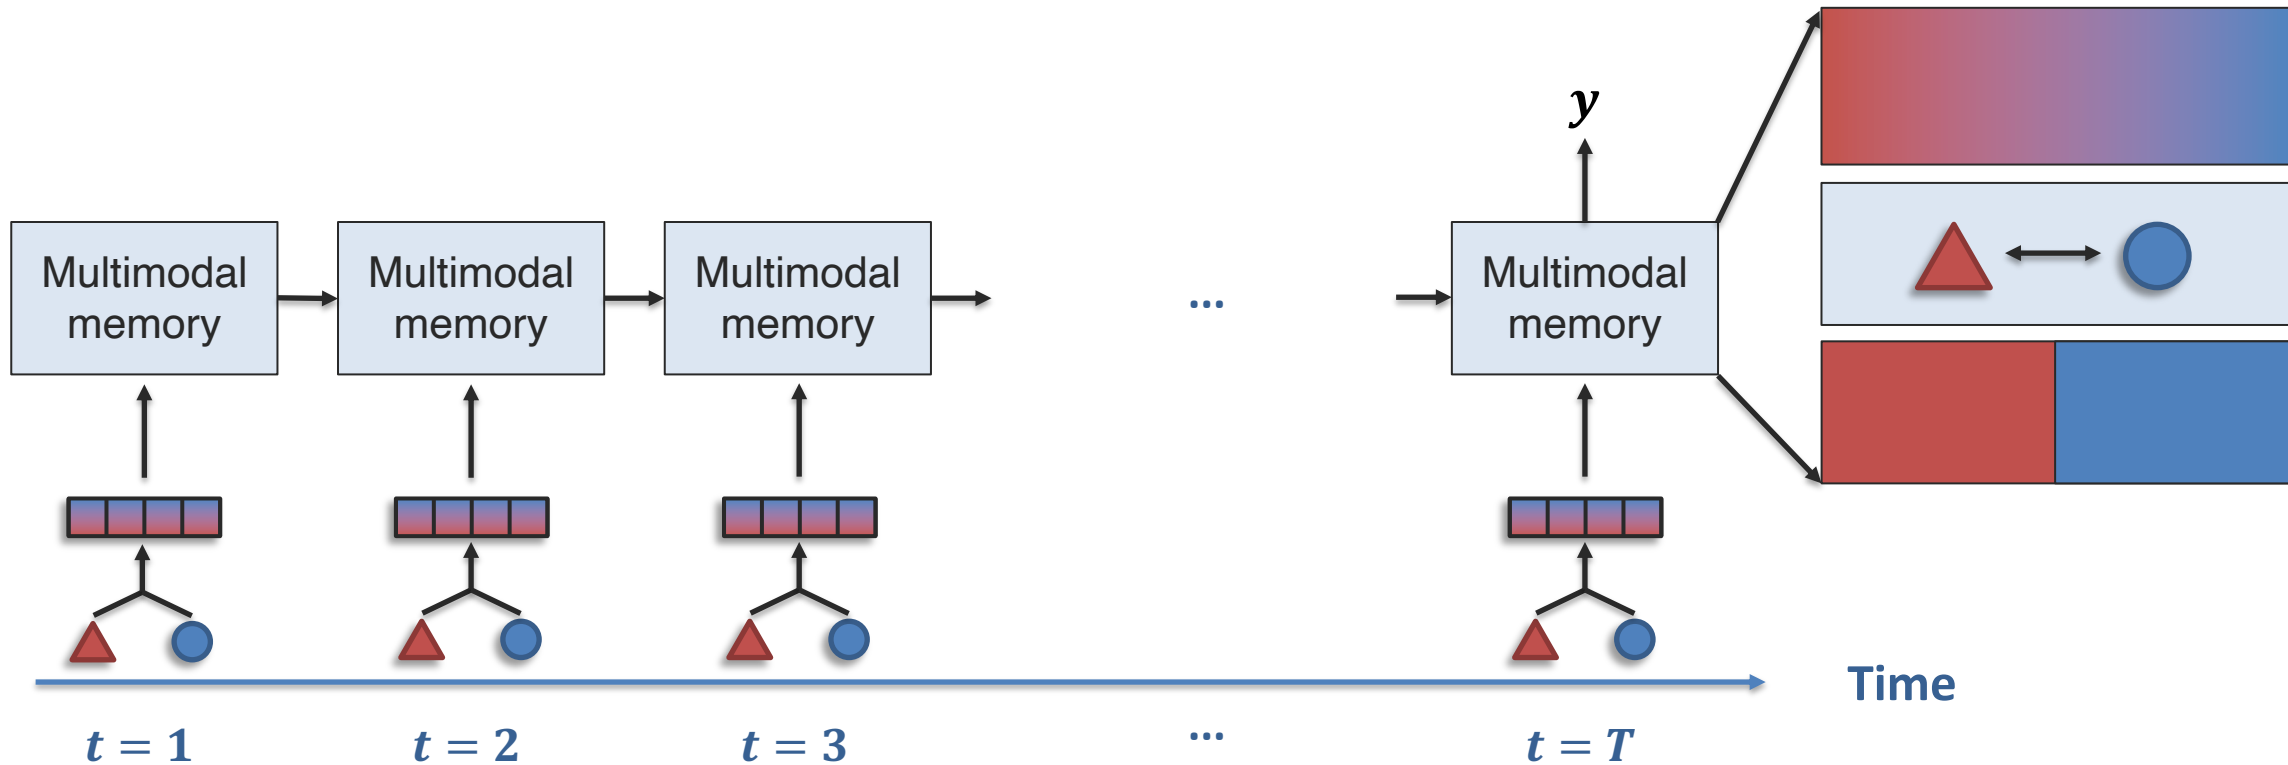 y
Multimodal
memory
Multimodal
memory
Multimodal
memory
...
Multimodal
memory
Time
t = 1
t = 2
t = 3
...
t = T